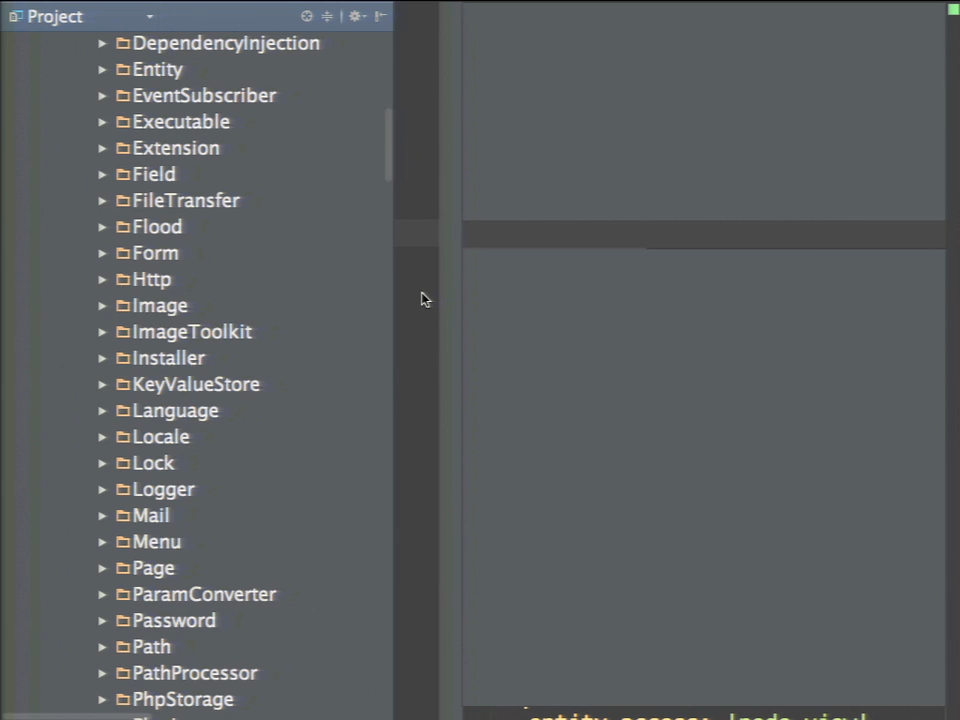 Project
DependencyInjection
Entity
EventSubscriber
Executable
Extension
Field
FileTransfer
Flood
Form
Http
Image
ImageToolkit
Installer
KeyValueStore
Language
Locale
Lock
Logger
Mail
Menu
Page
ParamConverter
Password
Path
PathProcessor
PhpStorage